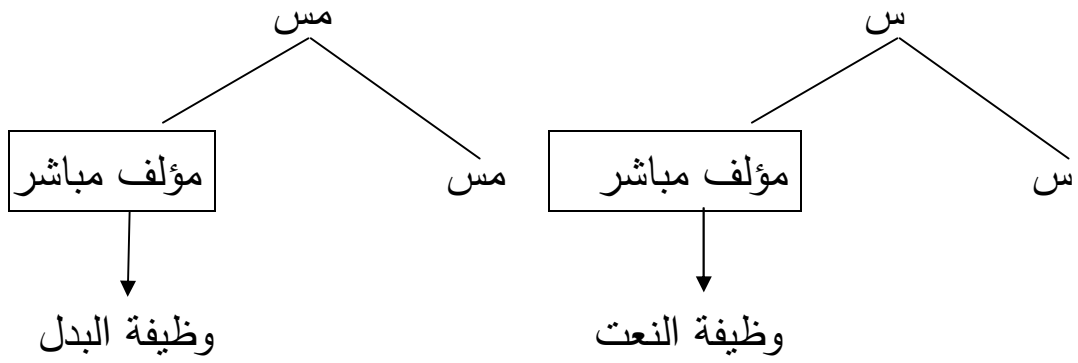 س
مس
س
مؤلف مباشر
مس
مؤلف مباشر
وظيفة النعت
وظيفة البدل